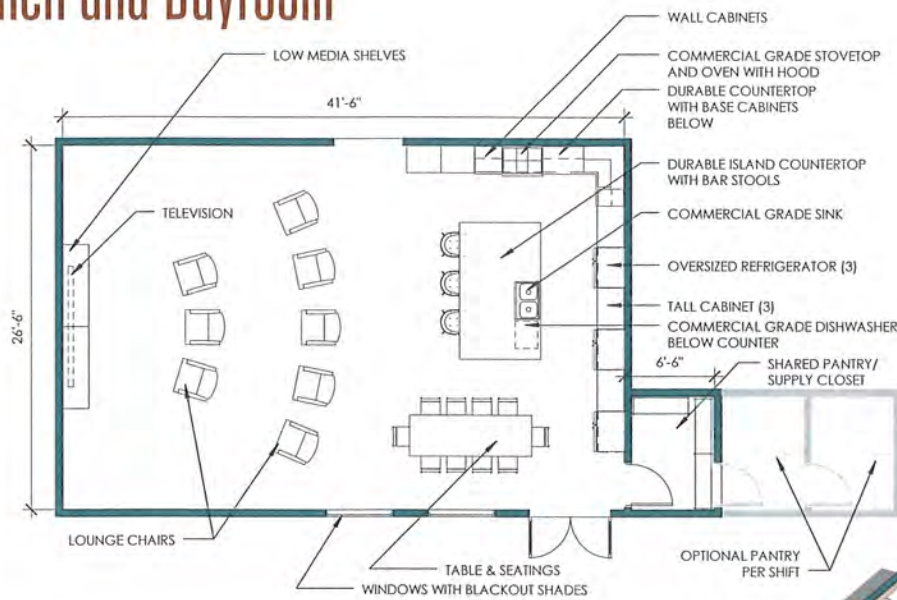 and Dayroom
WALL CABINETS
LOW MEDIA SHELVES
COMMERCIAL GRADE STOVETOP
AND OVEN WITH HOOD
41'-6"
DURABLE COUNTERTOP
WITH BASE CABINETS
BELOW
DURABLE ISLAND COUNTERTOP
WITH BAR STOOLS
TELEVISION
COMMERCIAL GRADE SINK
OVERSIZED REFRIGERATOR (3)
26'-6"
TALL CABINET (3)
COMMERCIAL GRADE DISHWASHER
BELOW COUNTER
6'-6"
SHARED PANTRY/
SUPPLY CLOSET
LOUNGE CHAIRS
TABLE & SEATINGS
WINDOWS WITH BLACKOUT SHADES
OPTIONAL PANTRY
PER SHIFT